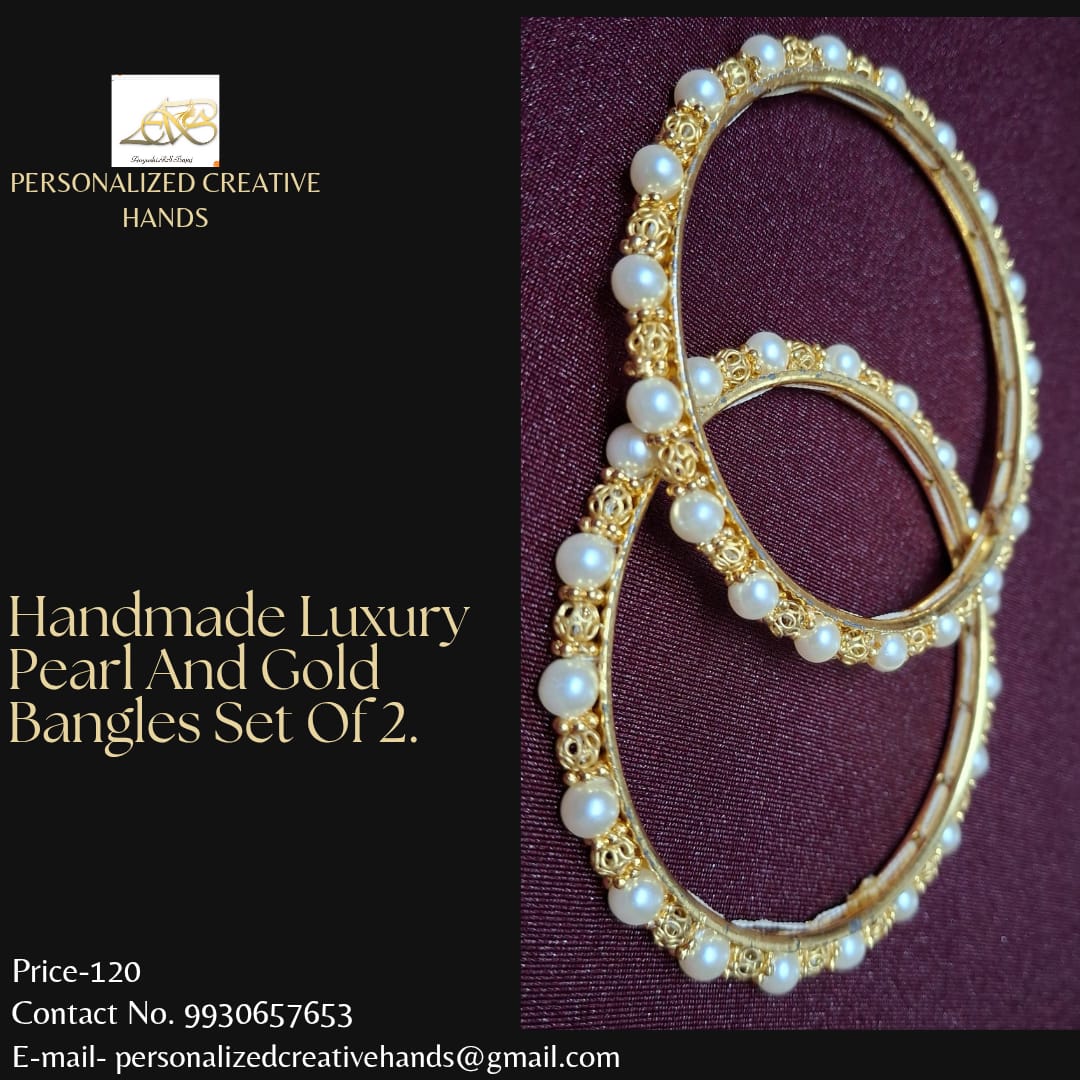 PERSONALIZED CREATIVE
HANDS
Handmade Luxury
Pearl And Gold
Bangles Set Of 2.
Price-120
Contact No. 9930657653
E-mail- personalizedcreativehands@gmail.com